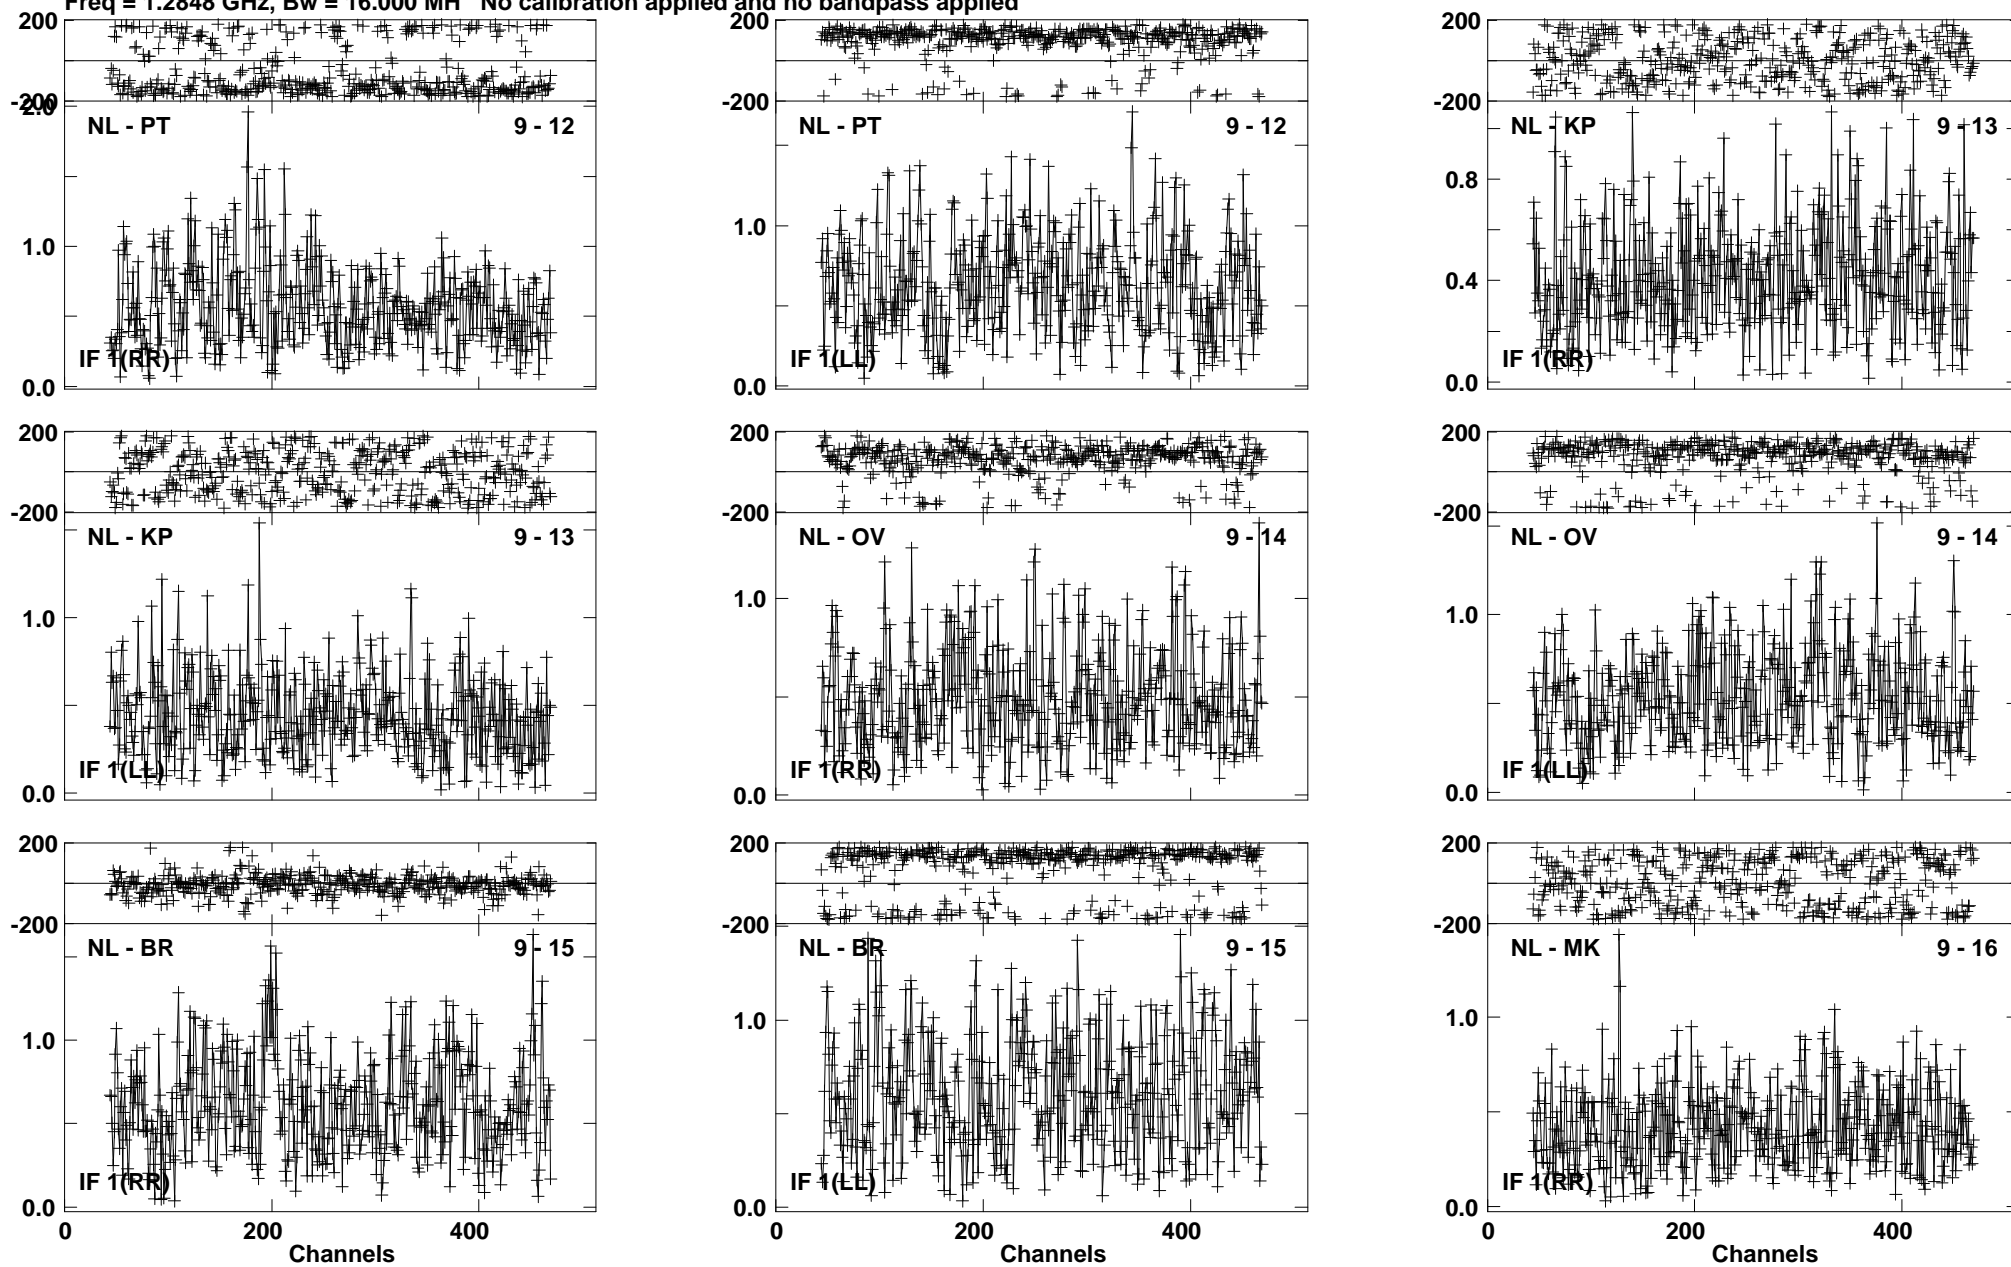 Freq = 1.2848 GHz, Bw = 16.000 MH No calibration applied and no bandpass applied
200
-200
2.0
NL - PT 9 - 12
1.0
IF 1(RR)
0.0
200
-200
NL - PT 9 - 12
1.0
IF 1(LL)
0.0
200
-200
NL - KP 9 - 13
0.8
0.4
IF 1(RR)
0.0
200
-200
NL - KP 9 - 13
1.0
IF 1(LL)
0.0
200
-200
NL - OV 9 - 14
1.0
IF 1(RR)
0.0
200
-200
NL - OV 9 - 14
1.0
IF 1(LL)
0.0
200
-200
NL - BR 9 - 15
1.0
IF 1(RR)
0.0
0 200 400
Channels
200
-200
NL - BR 9 - 15
1.0
IF 1(LL)
0.0
0 200 400
Channels
200
-200
NL - MK 9 - 16
1.0
IF 1(RR)
0.0
0 200 400
Channels